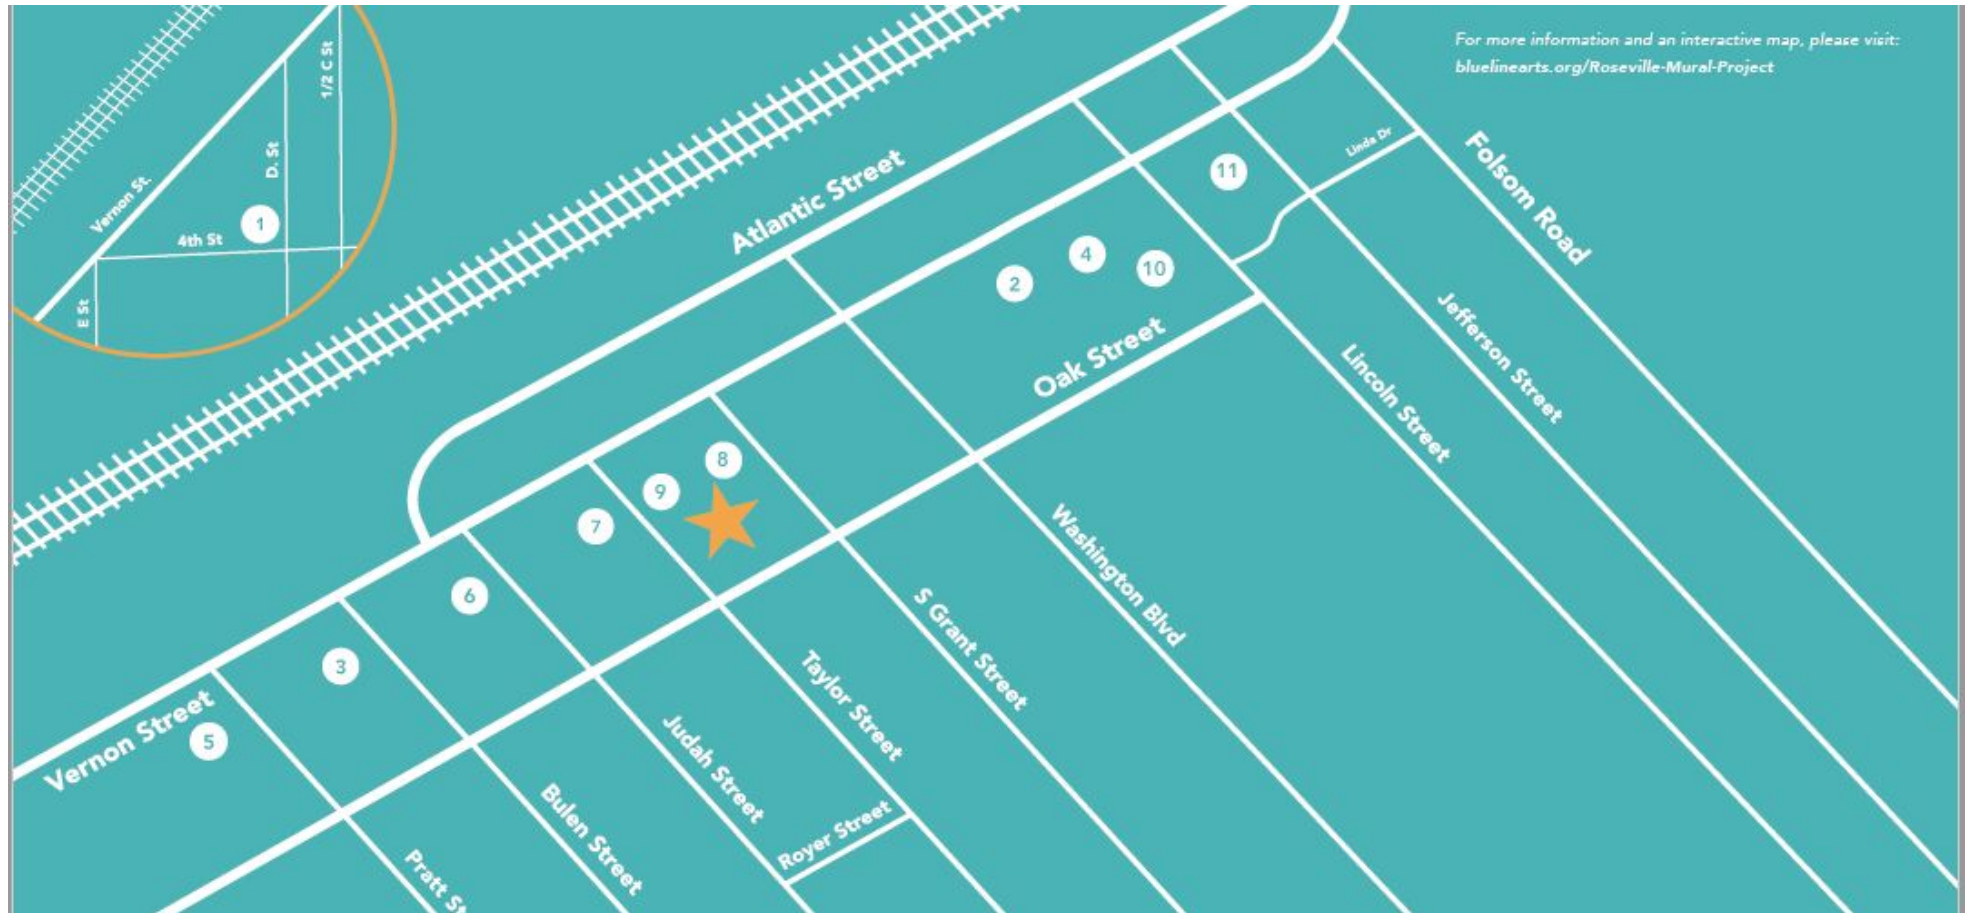 For more information and an interactive map, please visit:
bluelinearts.org/Roseville-Mural-Project
1/2 C St
D. St
Vernon St.
1
4th St
E St
Atlantic Street
11
Linda Dr
Folsom Road
4
10
2
Oak Street
Jefferson Street
Lincoln Street
8
9
7
6
Washington Blvd
S Grant Street
3
Taylor Street
Vernon Street
5
Judah Street
Royer Street
Bulen Street
Pratt St